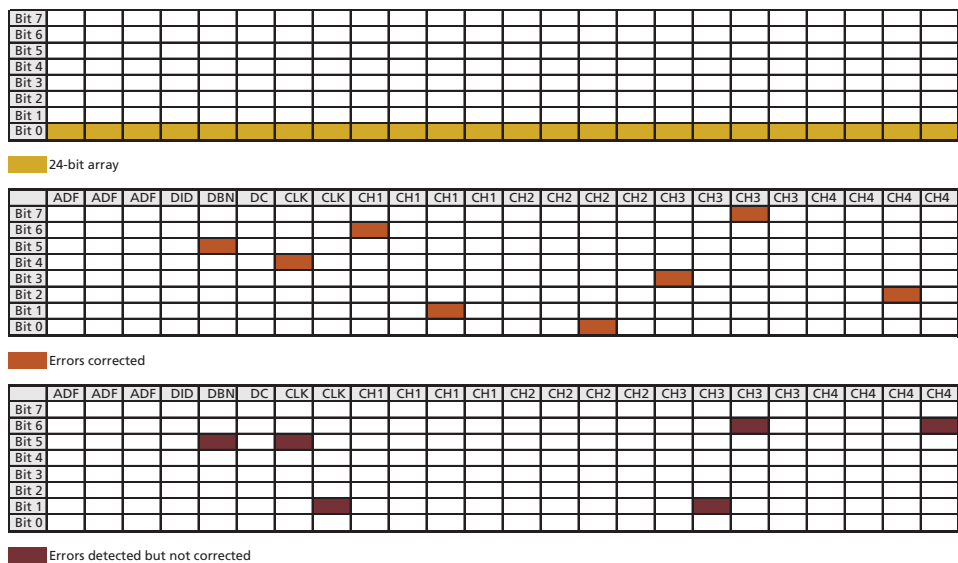 Bit 7
Bit 6
Bit 5
Bit 4
Bit 3
Bit 2
Bit 1
Bit 0
24-bit array
ADF ADF ADF DID DBN DC CLK CLK CH1 CH1 CH1 CH1 CH2 CH2 CH2 CH2 CH3 CH3 CH3 CH3 CH4 CH4 CH4 CH4
Bit 7
Bit 6
Bit 5
Bit 4
Bit 3
Bit 2
Bit 1
Bit 0
Errors corrected
ADF ADF ADF DID DBN DC CLK CLK CH1 CH1 CH1 CH1 CH2 CH2 CH2 CH2 CH3 CH3 CH3 CH3 CH4 CH4 CH4 CH4
Bit 7
Bit 6
Bit 5
Bit 4
Bit 3
Bit 2
Bit 1
Bit 0
Errors detected but not corrected